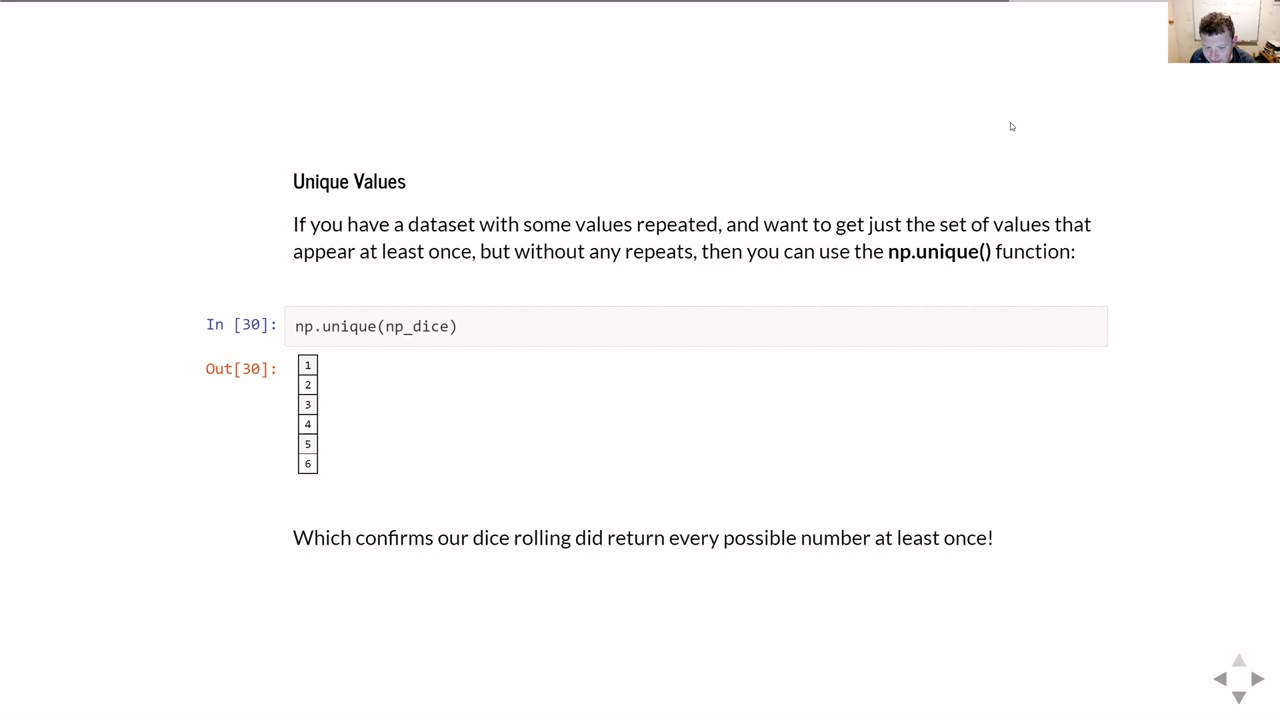 Unique Values
If you have a dataset with some values repeated, and want to get just the set of values that
appear at least once, but without any repeats, then you can use the np.unique() function:
In [30]: np.unique(np_dice)
Out[30]: 1
2
3
4
5
6
Which confirms our dice rolling did return every possible number at least once!